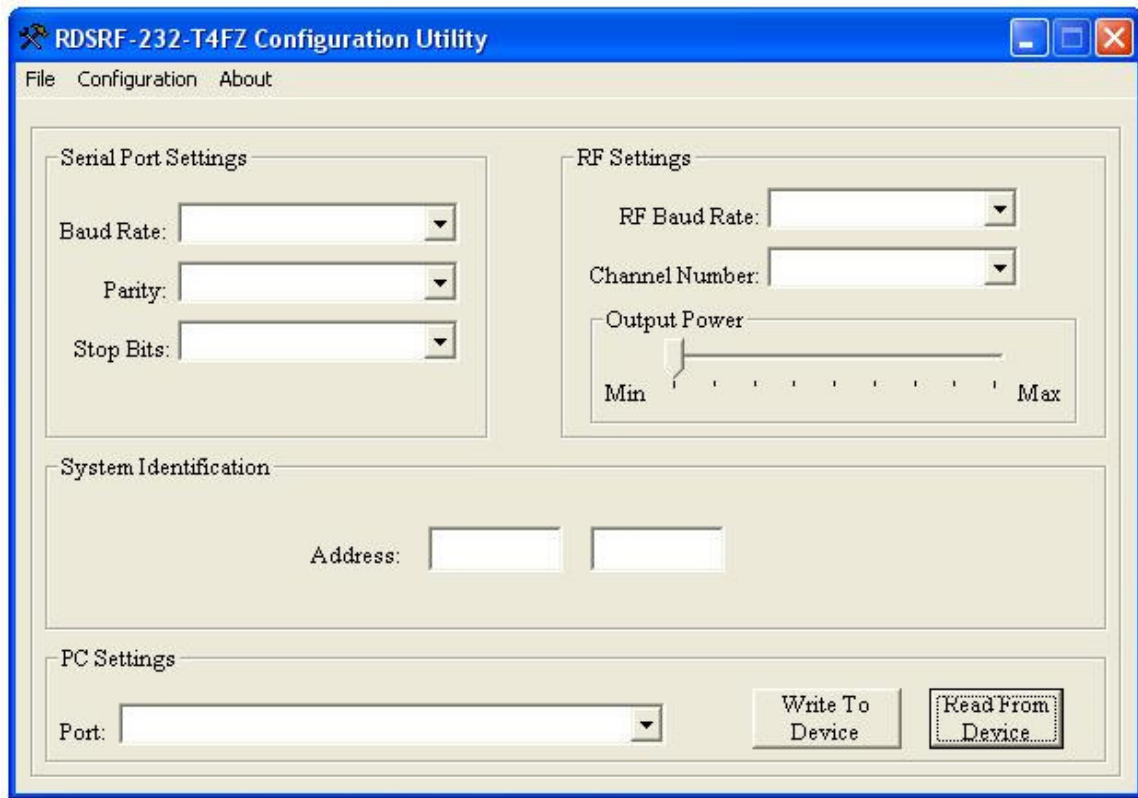 RDSRF-232-T4FZ Configuration Utility
File Configuration About
Serial Port Settings
Baud Rate:
Parity:
Stop Bits:
RF Settings
RF Baud Rate:
Channel Number:
Output Power
Min Max
System Identification
Address:
PC Settings
Port:
Write To
Device
Read From
Device